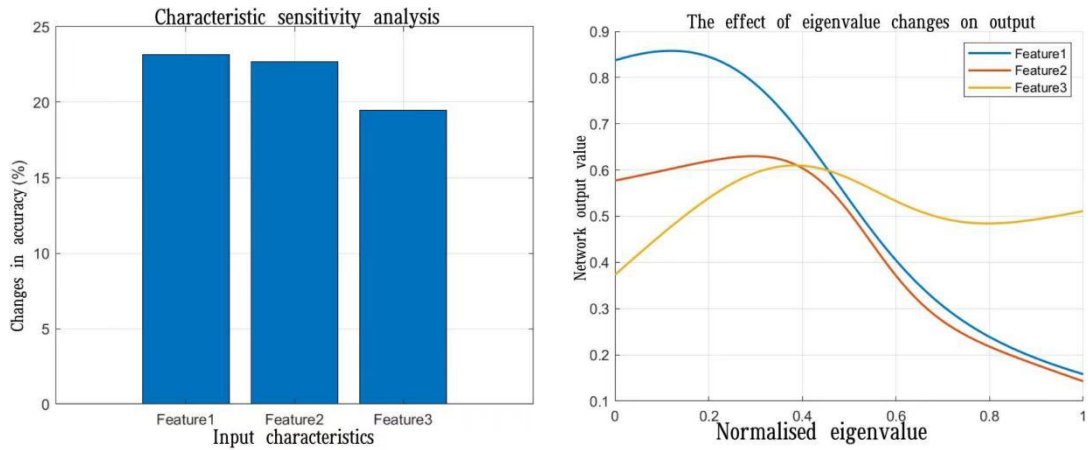 Characteristic sensitivity analysis
25
20
15
10
5
0
Changes in accuracy (%)
Feature1
Feature2
Feature3
Input characteristics
The effect of eigenvalue changes on output
0.9
0.8
0.7
0.6
0.5
0.4
0.3
0.2
0.1
Network output value
Feature1
Feature2
Feature3
0
0.2
0.4
0.6
0.8
1
Normalised eigenvalue